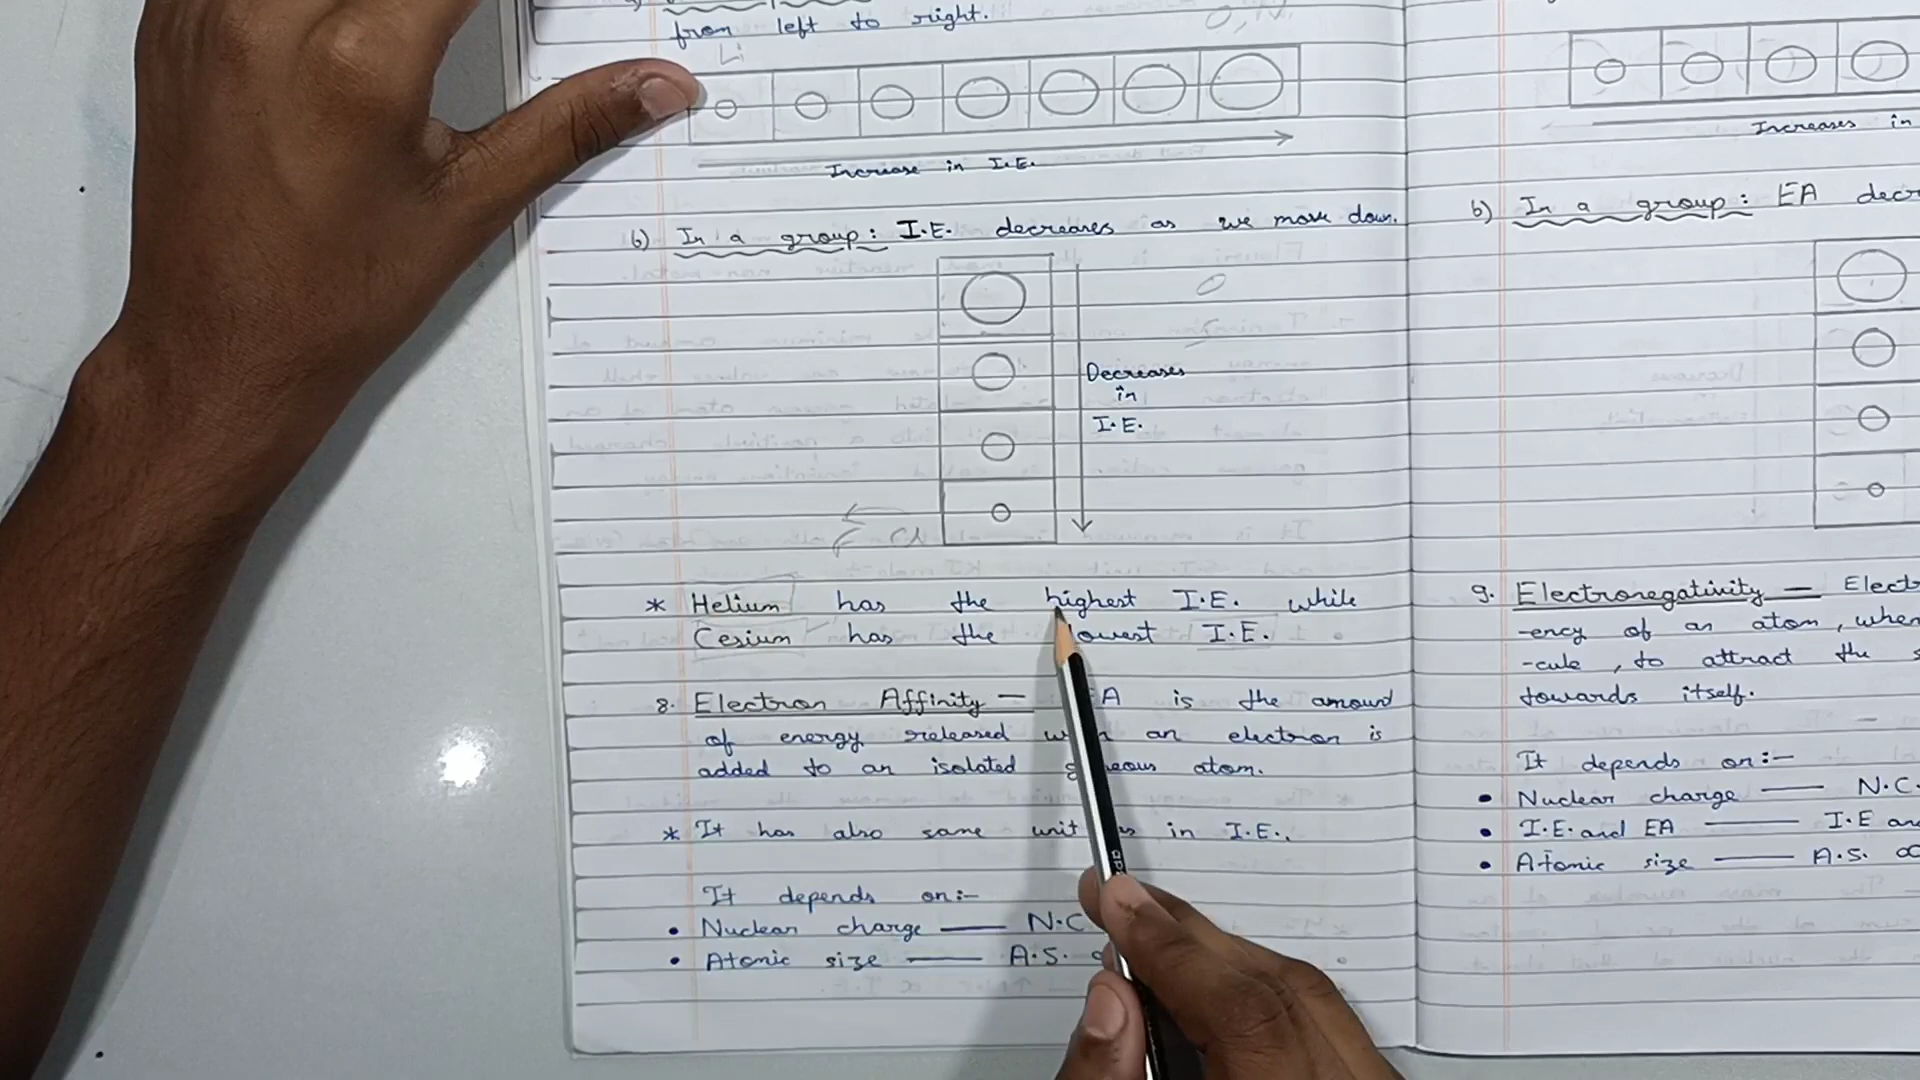 from left to right.
Li
Increase in I.E.
b) In a group: I.E. decreases as we move down.
Decreases
in
I.E.
* Helium has the highest I.E. while
Cesium has the lowest I.E.
8. Electron Affinity — EA is the amount
of energy released an electron is
added to an isolated atom.
* It has also same unit as in I.E.
It depends on:-
• Nuclear charge — N.C
• Atomic size — A.S.
Increases in
b) In a group: EA decr
9. Electronegativity — Elect
-ency of an atom, when
-cule, to attract the s
towards itself.
It depends on:-
• Nuclear charge — N.C.
• I.E. and EA — I.E an
• Atomic size — A.S. ∝